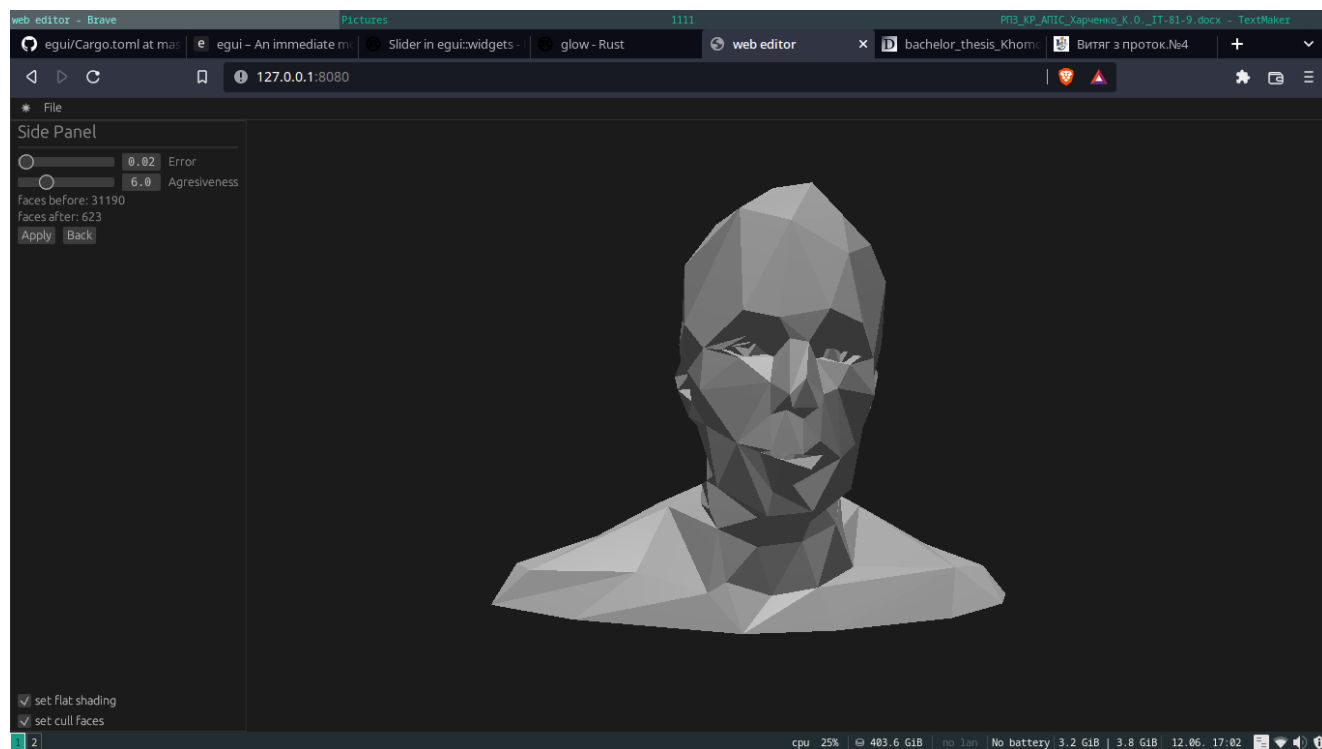 web editor - Brave
Pictures
1111
РПЗ_КР_АПІС_Харченко_К.О._ІТ-81-9.docx - TextMaker
egui/Cargo.toml at mas
e egui – An immediate mo
Slider in egui::widgets -
glow - Rust
web editor
D bachelor_thesis_Khomo
Витяг з проток.№4
127.0.0.1:8080
File
Side Panel
0.02 Error
6.0 Agresiveness
faces before: 31190
faces after: 623
Apply Back
set flat shading
set cull faces
1 2
cpu 25% 403.6 GiB no lan No battery 3.2 GiB | 3.8 GiB 12.06. 17:02